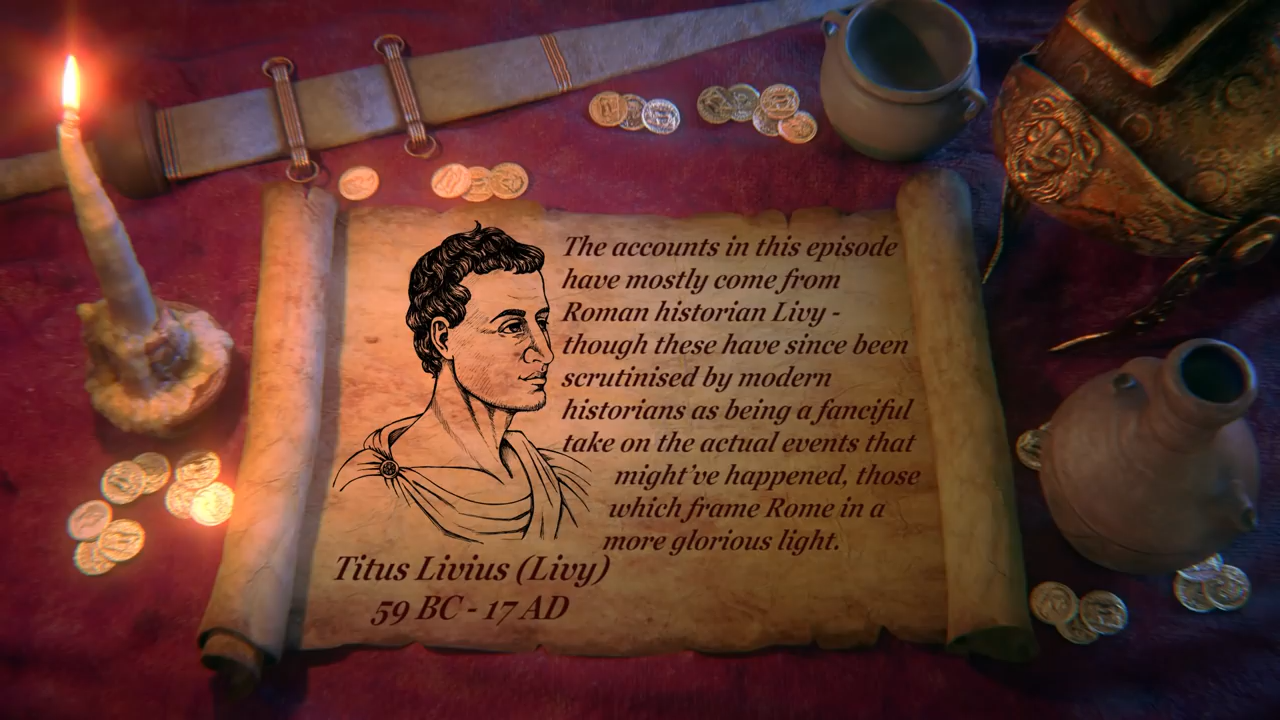 The accounts in this episode
have mostly come from
Roman historian Livy -
though these have since been
scrutinised by modern
historians as being a fanciful
take on the actual events that
might've happened, those
which frame Rome in a
more glorious light.
Titus Livius (Livy)
59 BC - 17 AD